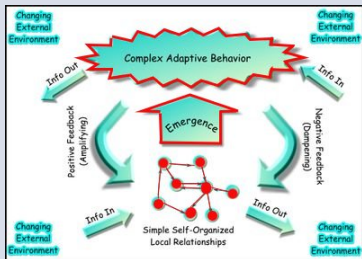 Changing
External
Environment
Changing
External
Environment
Complex Adaptive Behavior
Info Out
Info In
Positive Feedback
(Amplifying)
Emergence
Negative Feedback
(Dampening)
Info In
Info Out
Simple Self-Organized
Local Relationships
Changing
External
Environment
Changing
External
Environment